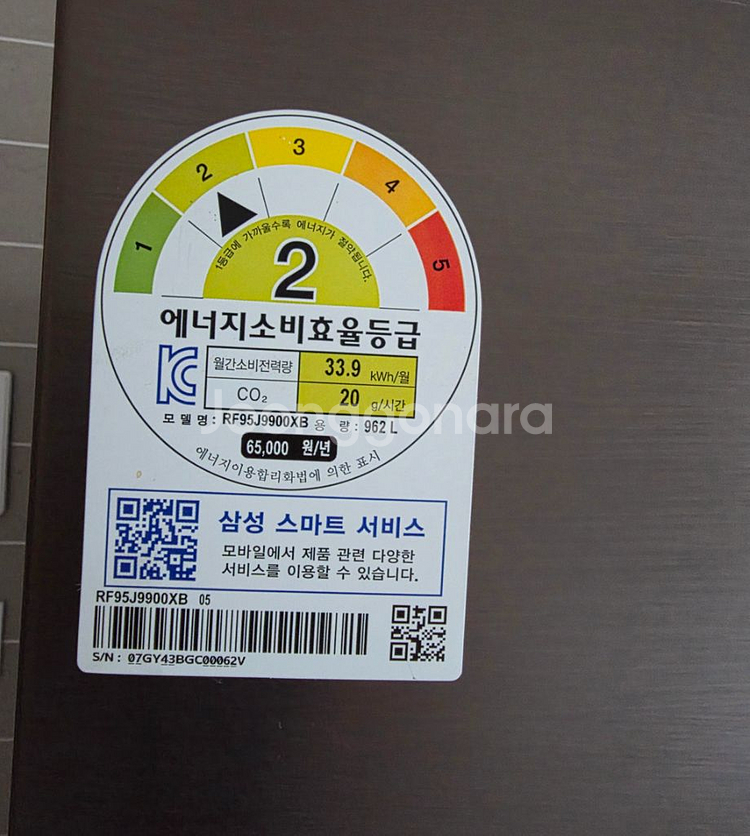 1 2 3 4 5
1등급에 가까울수록 에너지가 절약됩니다.
2
에너지소비효율등급
월간소비전력량 33.9 kWh/월
CO₂ 20 g/시간
모 델 명 : RF95J9900XB 용 량 : 962 L
Joonggonara
65,000 원/년
에너지이용합리화법에 의한 표시
삼성 스마트 서비스
모바일에서 제품 관련 다양한
서비스를 이용할 수 있습니다.
RF95J9900XB 05
S/N : 07GY43BGC00062V